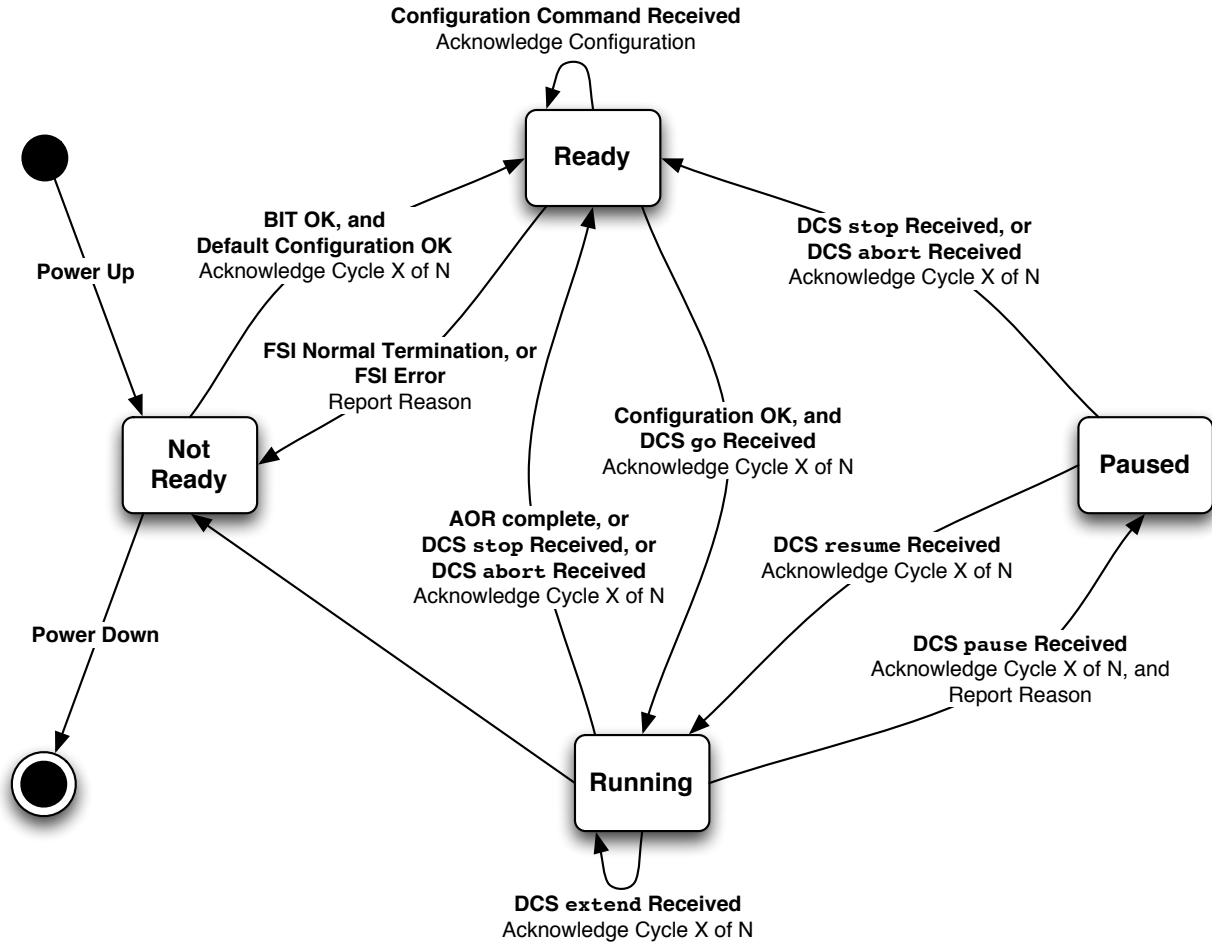 Configuration Command Received
Acknowledge Configuration
Ready
BIT OK, and
Default Configuration OK
Acknowledge Cycle X of N
DCS stop Received, or
DCS abort Received
Acknowledge Cycle X of N
Power Up
FSI Normal Termination, or
FSI Error
Report Reason
Configuration OK, and
DCS go Received
Acknowledge Cycle X of N
Not
Ready
Paused
AOR complete, or
DCS stop Received, or
DCS abort Received
Acknowledge Cycle X of N
DCS resume Received
Acknowledge Cycle X of N
Power Down
DCS pause Received
Acknowledge Cycle X of N, and
Report Reason
Running
DCS extend Received
Acknowledge Cycle X of N